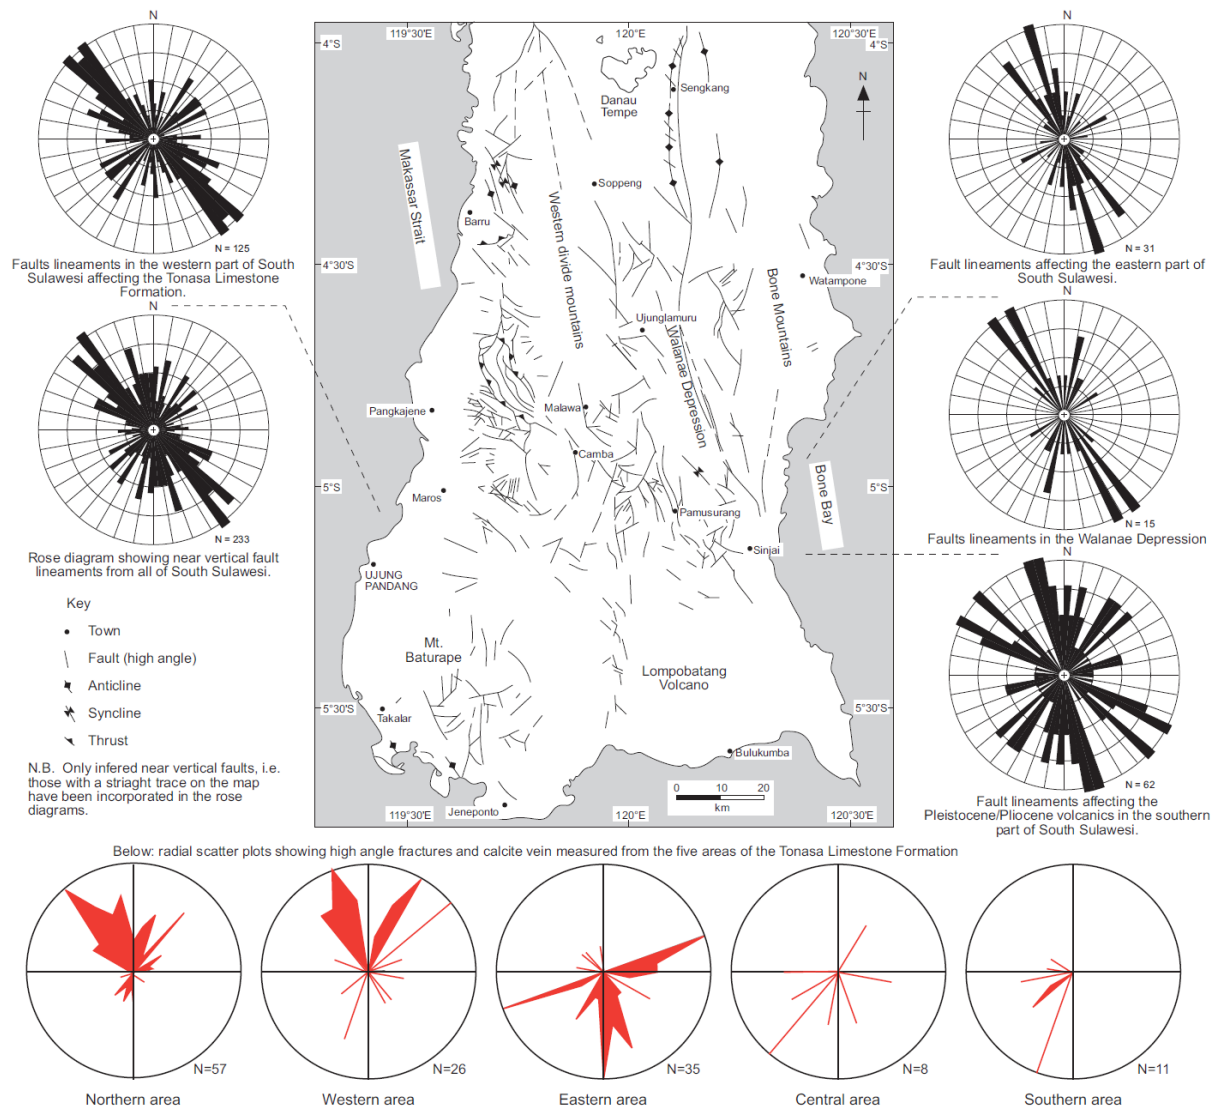 N
N = 125
Faults lineaments in the western part of South
Sulawesi affecting the Tonasa Limestone
Formation.
N
N = 233
Rose diagram showing near vertical fault
lineaments from all of South Sulawesi.
Key
Town
Fault (high angle)
Anticline
Syncline
Thrust
N.B. Only infered near vertical faults, i.e.
those with a striaght trace on the map
have been incorporated in the rose
diagrams.
119°30'E
120°E
120°30'E
4°S
4°S
N
Sengkang
Danau
Tempe
Makassar Strait
Soppeng
Barru
Western divide mountains
4°30'S
4°30'S
Bone Mountains
Watampone
Ujunglamuru
Walanae Depression
Pangkajene
Malawa
Camba
5°S
5°S
Maros
Bone Bay
Pamusurang
Sinjai
UJUNG
PANDANG
Mt.
Baturape
Lompobatang
Volcano
5°30'S
5°30'S
Takalar
Bulukumba
0 10 20
km
Jeneponto
119°30'E
120°E
120°30'E
N
N = 31
Fault lineaments affecting the eastern part of
South Sulawesi.
N
N = 15
Faults lineaments in the Walanae Depression
N
N = 62
Fault lineaments affecting the
Pleistocene/Pliocene volcanics in the southern
part of South Sulawesi.
Below: radial scatter plots showing high angle fractures and calcite vein measured from the five areas of the Tonasa Limestone Formation
N=57
Northern area
N=26
Western area
N=35
Eastern area
N=8
Central area
N=11
Southern area